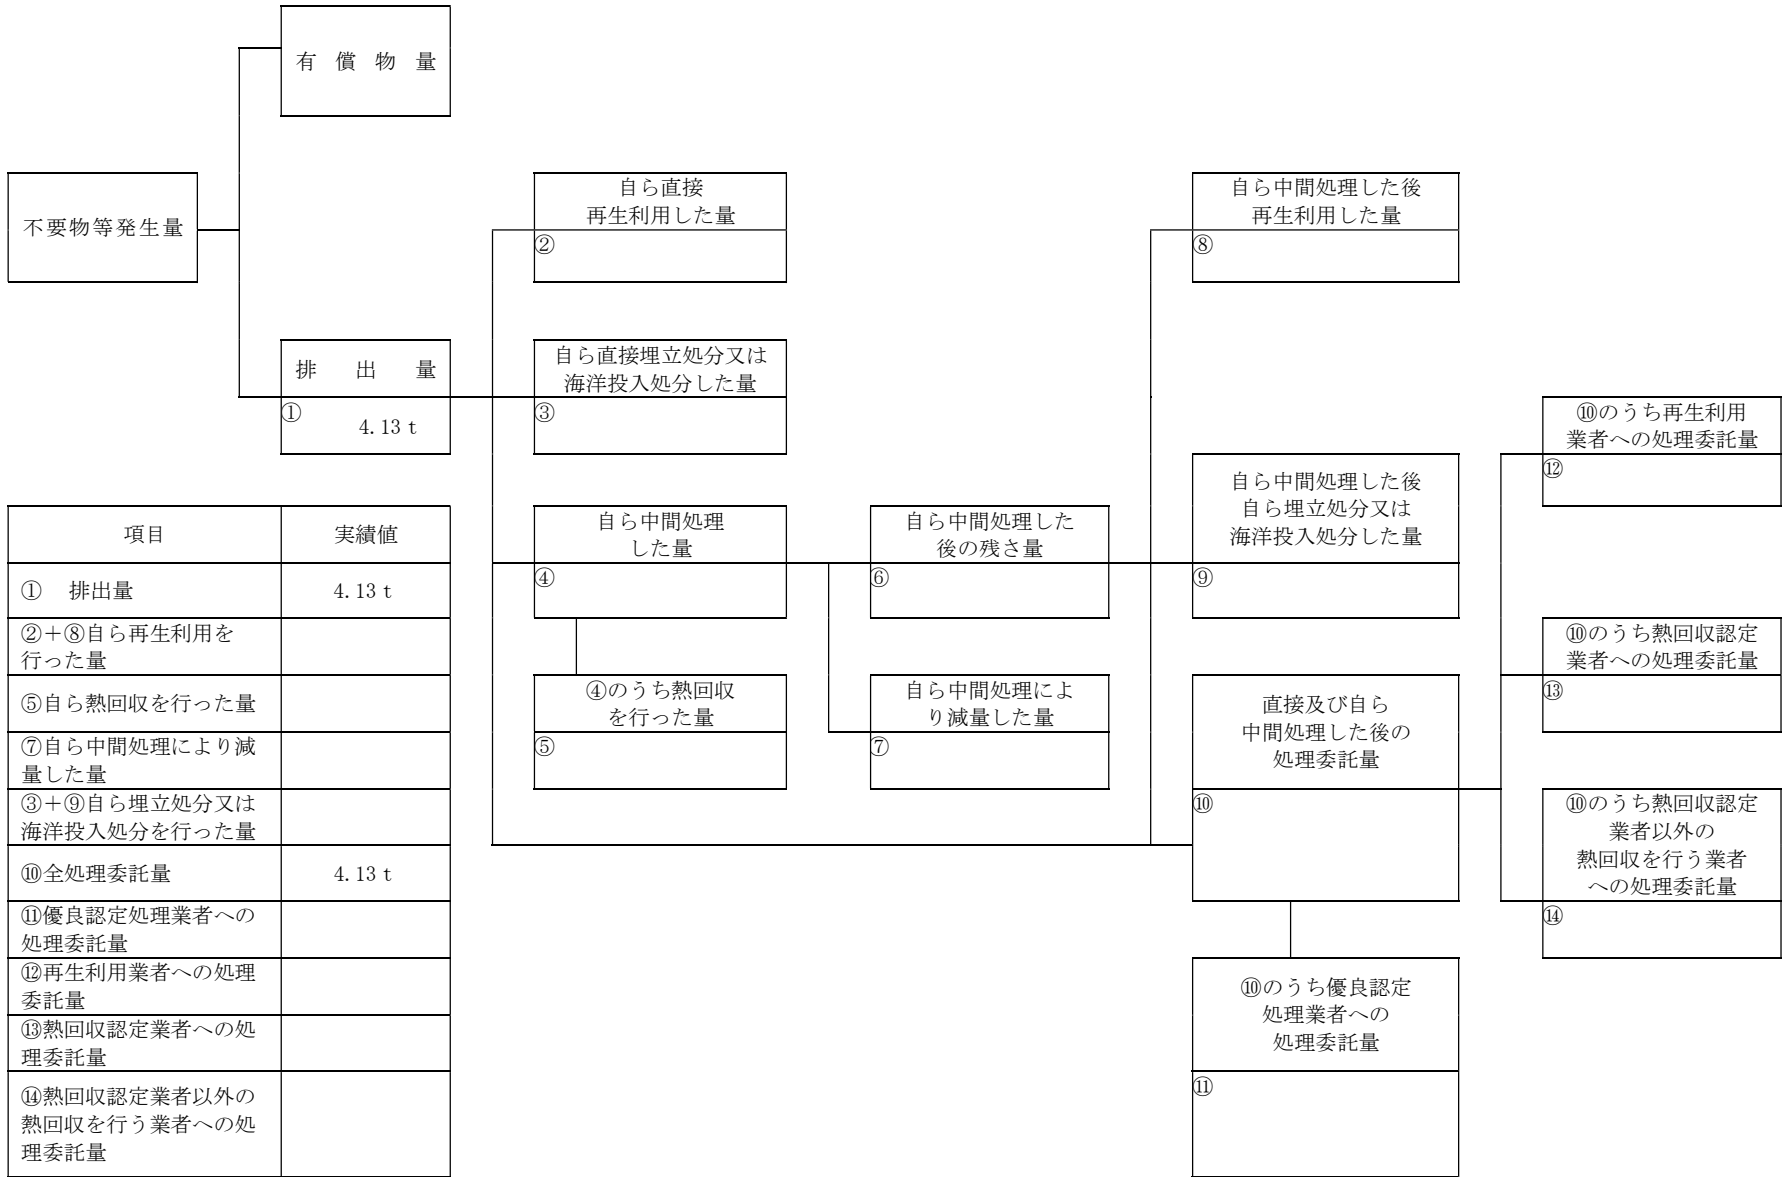 有償物量
不要物等発生量
自ら直接
再生利用した量
②
自ら中間処理した後
再生利用した量
⑧
排出量
① 4.13 t
自ら直接埋立処分又は
海洋投入処分した量
③
⑩のうち再生利用
業者への処理委託量
⑫
自ら中間処理した後
自ら埋立処分又は
海洋投入処分した量
⑨
自ら中間処理
した量
④
自ら中間処理した
後の残さ量
⑥
⑩のうち熱回収認定
業者への処理委託量
⑬
④のうち熱回収
を行った量
⑤
自ら中間処理によ
り減量した量
⑦
直接及び自ら
中間処理した後の
処理委託量
⑩
⑩のうち熱回収認定
業者以外の
熱回収を行う業者
への処理委託量
⑭
⑩のうち優良認定
処理業者への
処理委託量
⑪
項目 実績値
① 排出量 4.13 t
②＋⑧自ら再生利用を
行った量
⑤自ら熱回収を行った量
⑦自ら中間処理により減
量した量
③＋⑨自ら埋立処分又は
海洋投入処分を行った量
⑩全処理委託量 4.13 t
⑪優良認定処理業者への
処理委託量
⑫再生利用業者への処理
委託量
⑬熱回収認定業者への処
理委託量
⑭熱回収認定業者以外の
熱回収を行う業者への処
理委託量